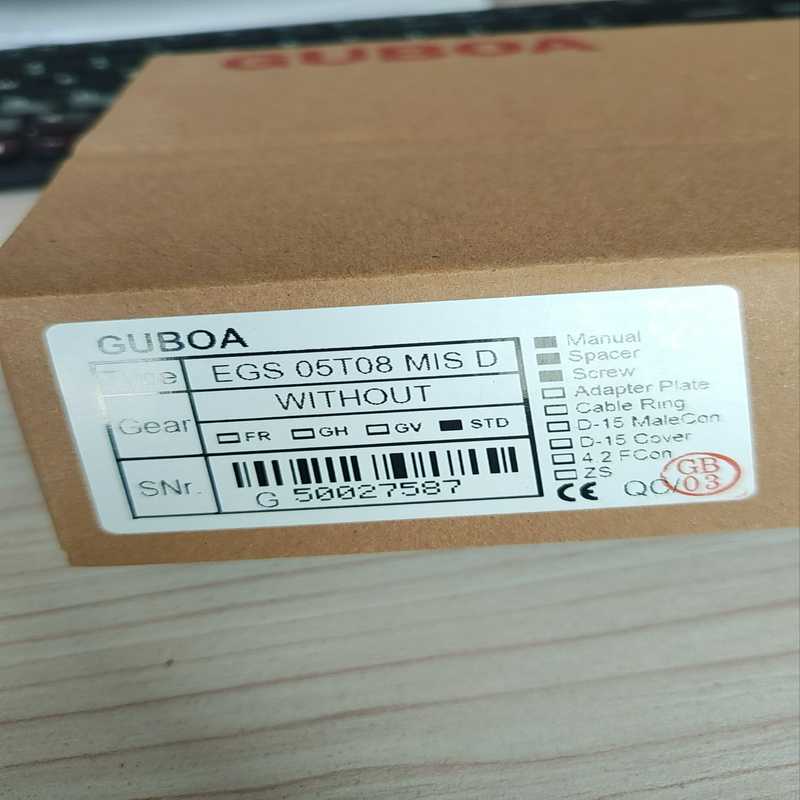 GUBOA
GUBOA
Type EGS 05T08 MIS D
Gear WITHOUT
FR GH GV STD
SNr. G 50027587
Manual
Spacer
Screw
Adapter Plate
Cable Ring
D-15 MaleCon
D-15 Cover
4.2 FCon
ZS
CE QC/
GB
03